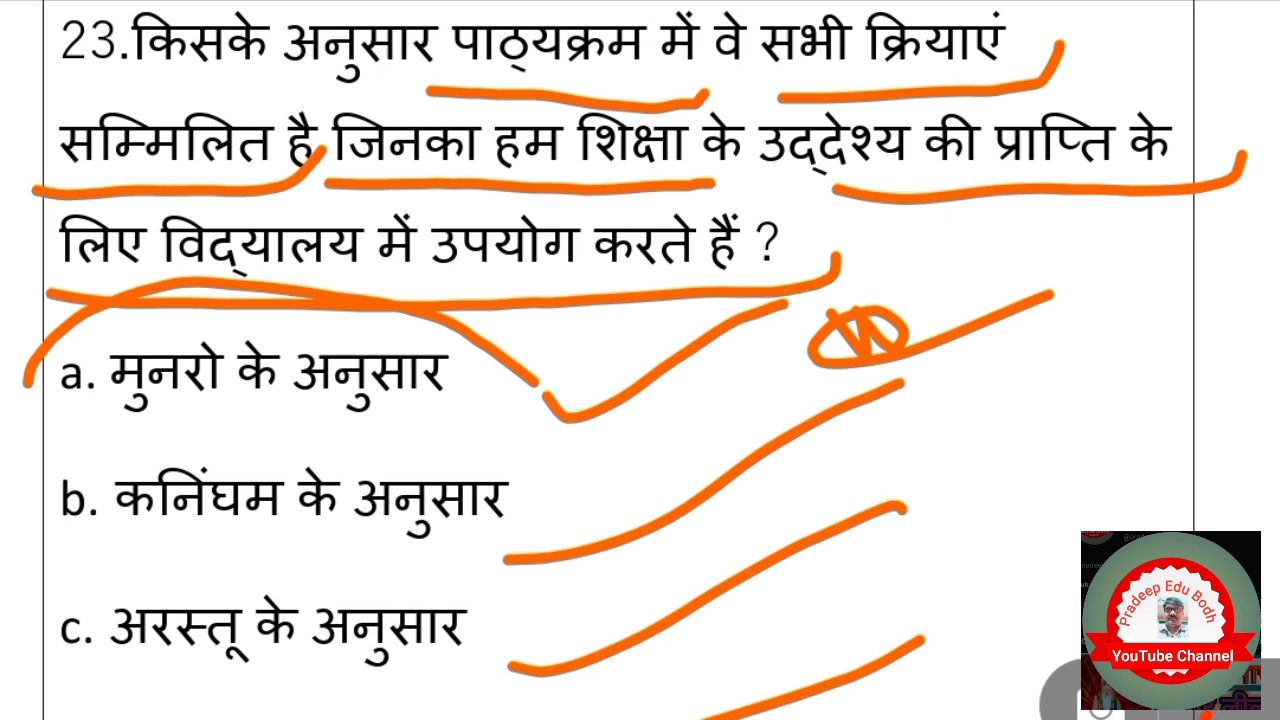 23.किसके अनुसार पाठ्यक्रम में वे सभी क्रियाएं
सम्मिलित है जिनका हम शिक्षा के उद्देश्य की प्राप्ति के
लिए विद्यालय में उपयोग करते हैं ?
a. मुनरो के अनुसार
b. कनिंघम के अनुसार
c. अरस्तू के अनुसार
Pradeep Edu Bodh
YouTube Channel